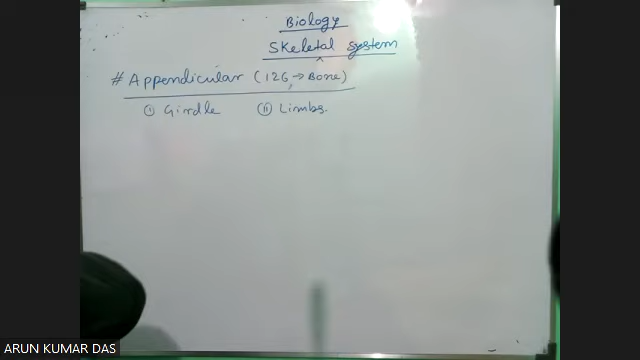 Biology
Skeletal system
# Appendicular (126 → Bone)
(i) Girdle (ii) Limbs.
ARUN KUMAR DAS